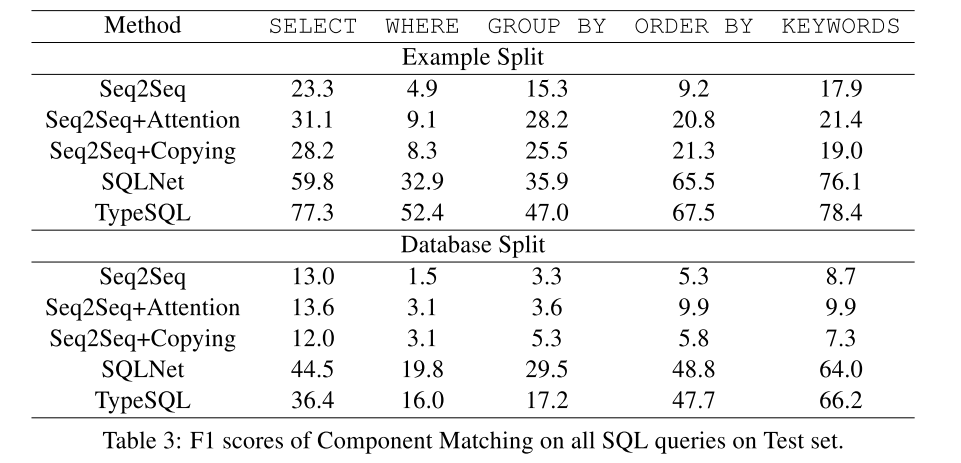 Method SELECT WHERE GROUP BY ORDER BY KEYWORDS
Example Split
Seq2Seq 23.3 4.9 15.3 9.2 17.9
Seq2Seq+Attention 31.1 9.1 28.2 20.8 21.4
Seq2Seq+Copying 28.2 8.3 25.5 21.3 19.0
SQLNet 59.8 32.9 35.9 65.5 76.1
TypeSQL 77.3 52.4 47.0 67.5 78.4
Database Split
Seq2Seq 13.0 1.5 3.3 5.3 8.7
Seq2Seq+Attention 13.6 3.1 3.6 9.9 9.9
Seq2Seq+Copying 12.0 3.1 5.3 5.8 7.3
SQLNet 44.5 19.8 29.5 48.8 64.0
TypeSQL 36.4 16.0 17.2 47.7 66.2
Table 3: F1 scores of Component Matching on all SQL queries on Test set.